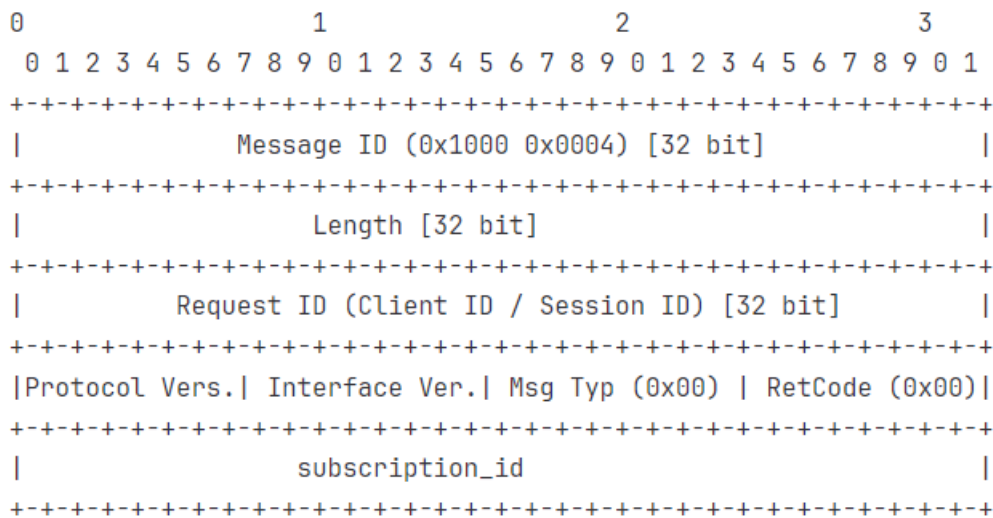 0                   1                   2                   3
 0 1 2 3 4 5 6 7 8 9 0 1 2 3 4 5 6 7 8 9 0 1 2 3 4 5 6 7 8 9 0 1
+-+-+-+-+-+-+-+-+-+-+-+-+-+-+-+-+-+-+-+-+-+-+-+-+-+-+-+-+-+-+-+-+
|              Message ID (0x1000 0x0004) [32 bit]              |
+-+-+-+-+-+-+-+-+-+-+-+-+-+-+-+-+-+-+-+-+-+-+-+-+-+-+-+-+-+-+-+-+
|                   Length [32 bit]                             |
+-+-+-+-+-+-+-+-+-+-+-+-+-+-+-+-+-+-+-+-+-+-+-+-+-+-+-+-+-+-+-+-+
|          Request ID (Client ID / Session ID) [32 bit]         |
+-+-+-+-+-+-+-+-+-+-+-+-+-+-+-+-+-+-+-+-+-+-+-+-+-+-+-+-+-+-+-+-+
|Protocol Vers.| Interface Ver.| Msg Typ (0x00) | RetCode (0x00)|
+-+-+-+-+-+-+-+-+-+-+-+-+-+-+-+-+-+-+-+-+-+-+-+-+-+-+-+-+-+-+-+-+
|                  subscription_id                              |
+-+-+-+-+-+-+-+-+-+-+-+-+-+-+-+-+-+-+-+-+-+-+-+-+-+-+-+-+-+-+-+-+